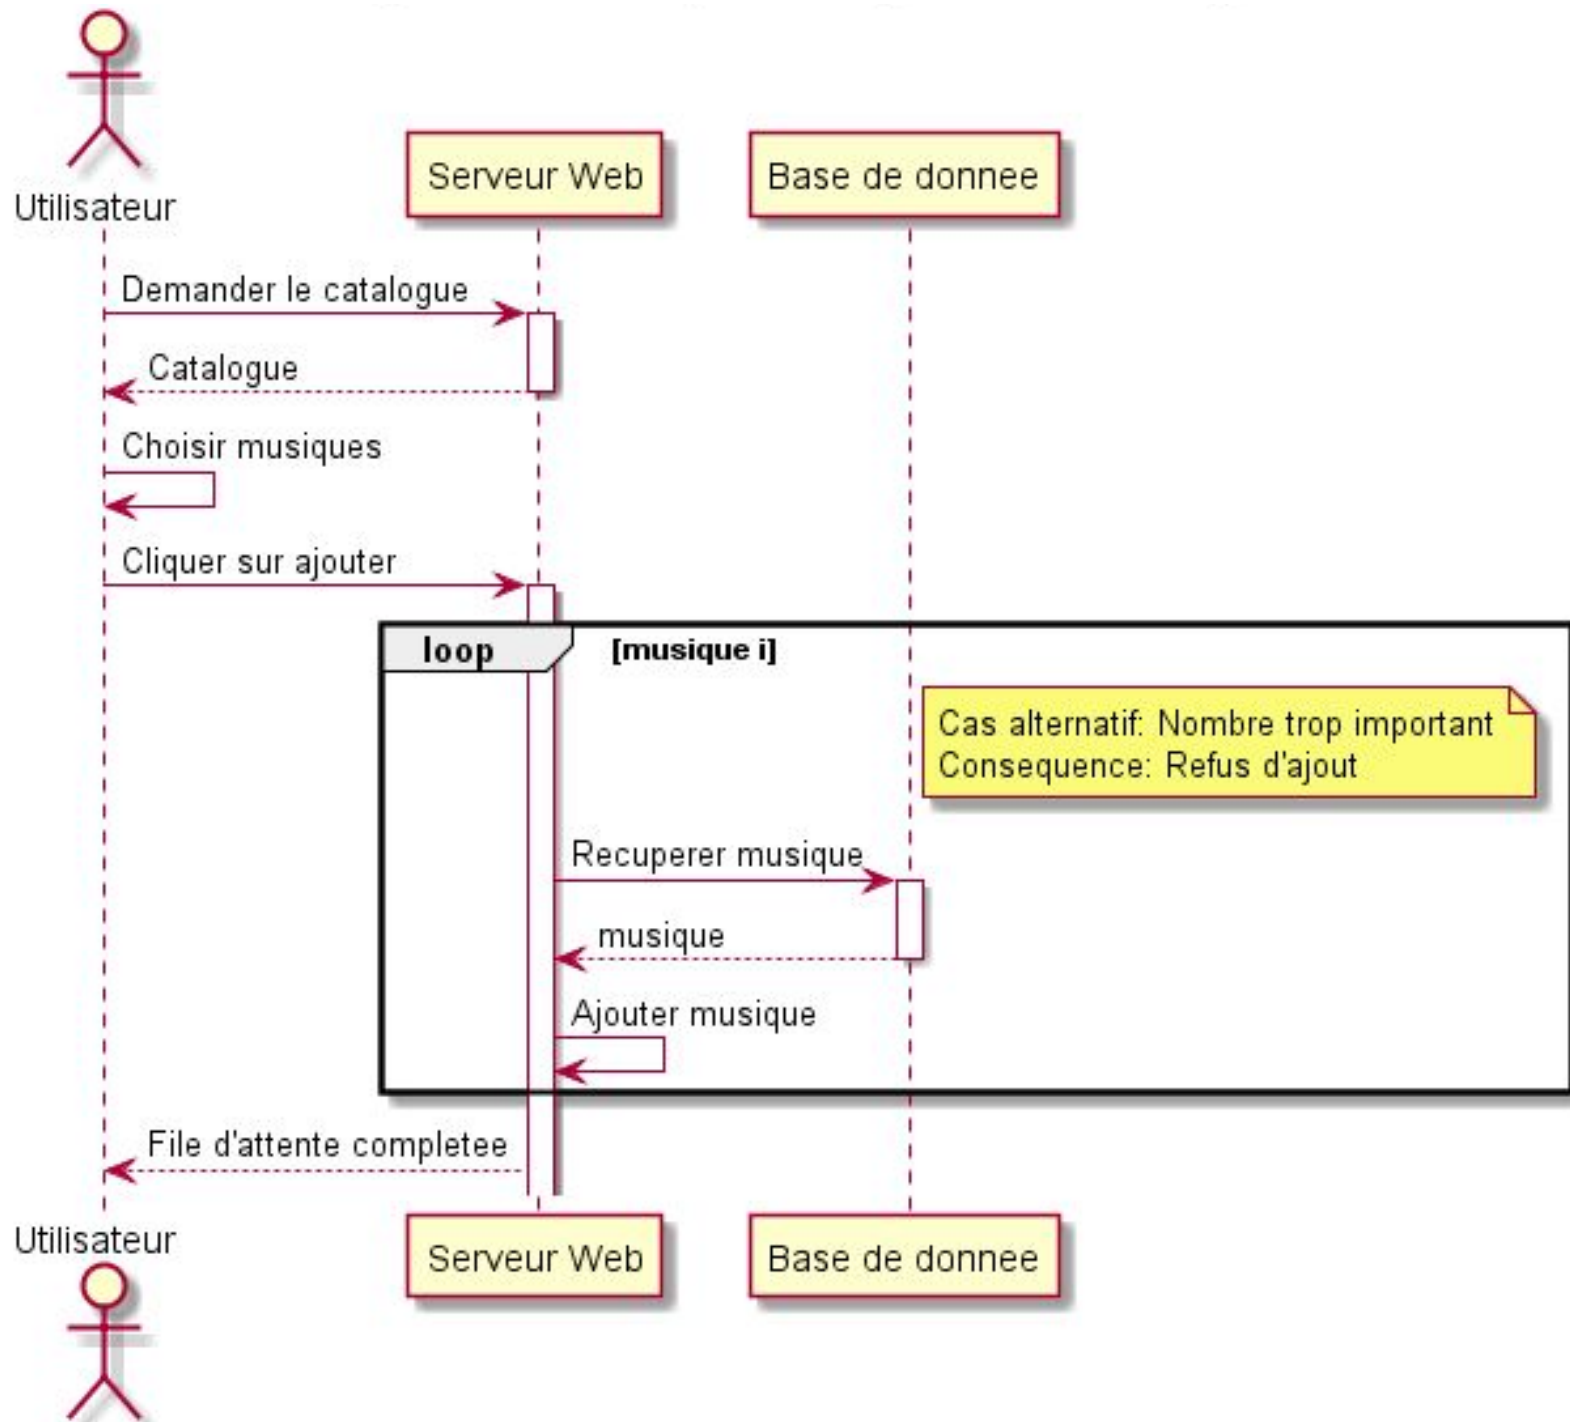 Utilisateur
Serveur Web
Base de donnee
Demander le catalogue
Catalogue
Choisir musiques
Cliquer sur ajouter
loop
[musique i]
Cas alternatif: Nombre trop important
Consequence: Refus d'ajout
Recuperer musique
musique
Ajouter musique
File d'attente completee
Utilisateur
Serveur Web
Base de donnee